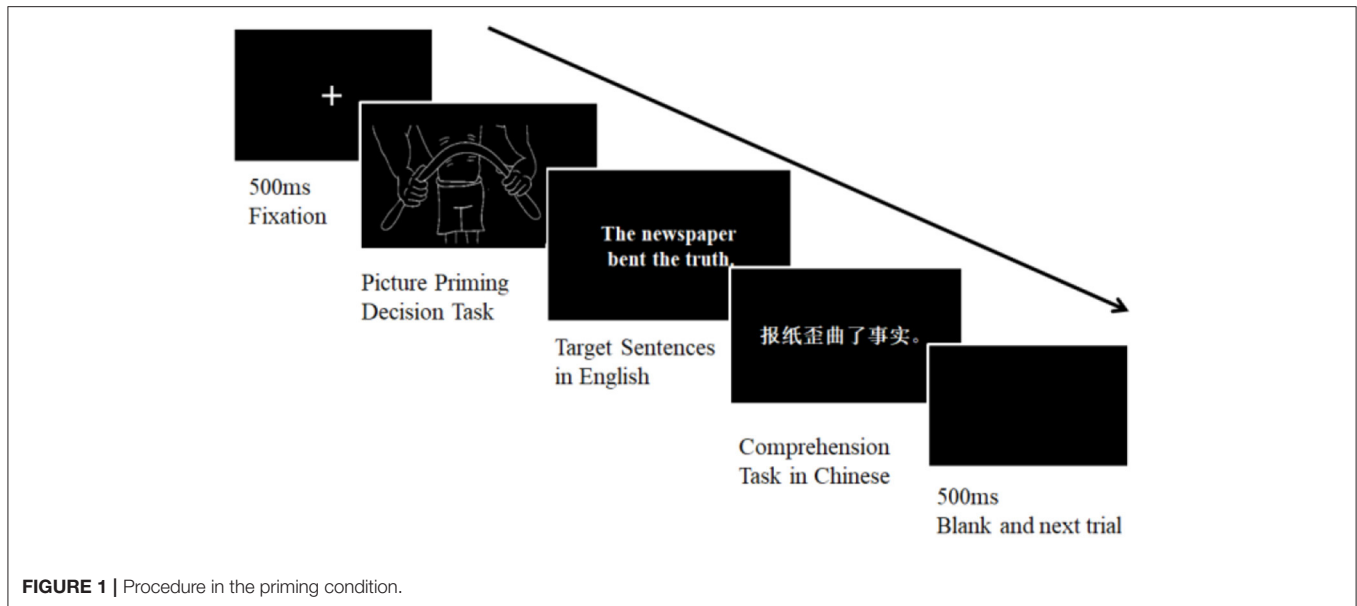 +
500ms
Fixation
Picture Priming
Decision Task
The newspaper
bent the truth.
Target Sentences
in English
报纸歪曲了事实。
Comprehension
Task in Chinese
500ms
Blank and next trial
FIGURE 1 | Procedure in the priming condition.